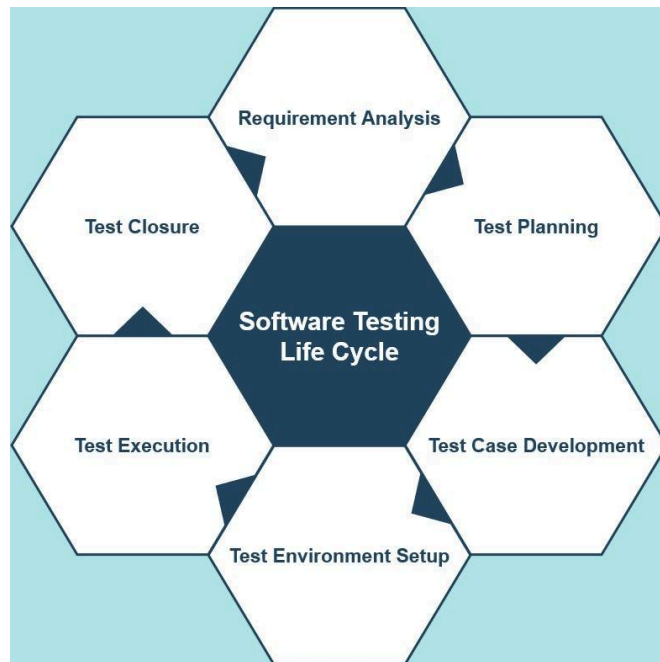 Requirement Analysis
Test Planning
Test Case Development
Test Environment Setup
Test Execution
Test Closure
Software Testing
Life Cycle